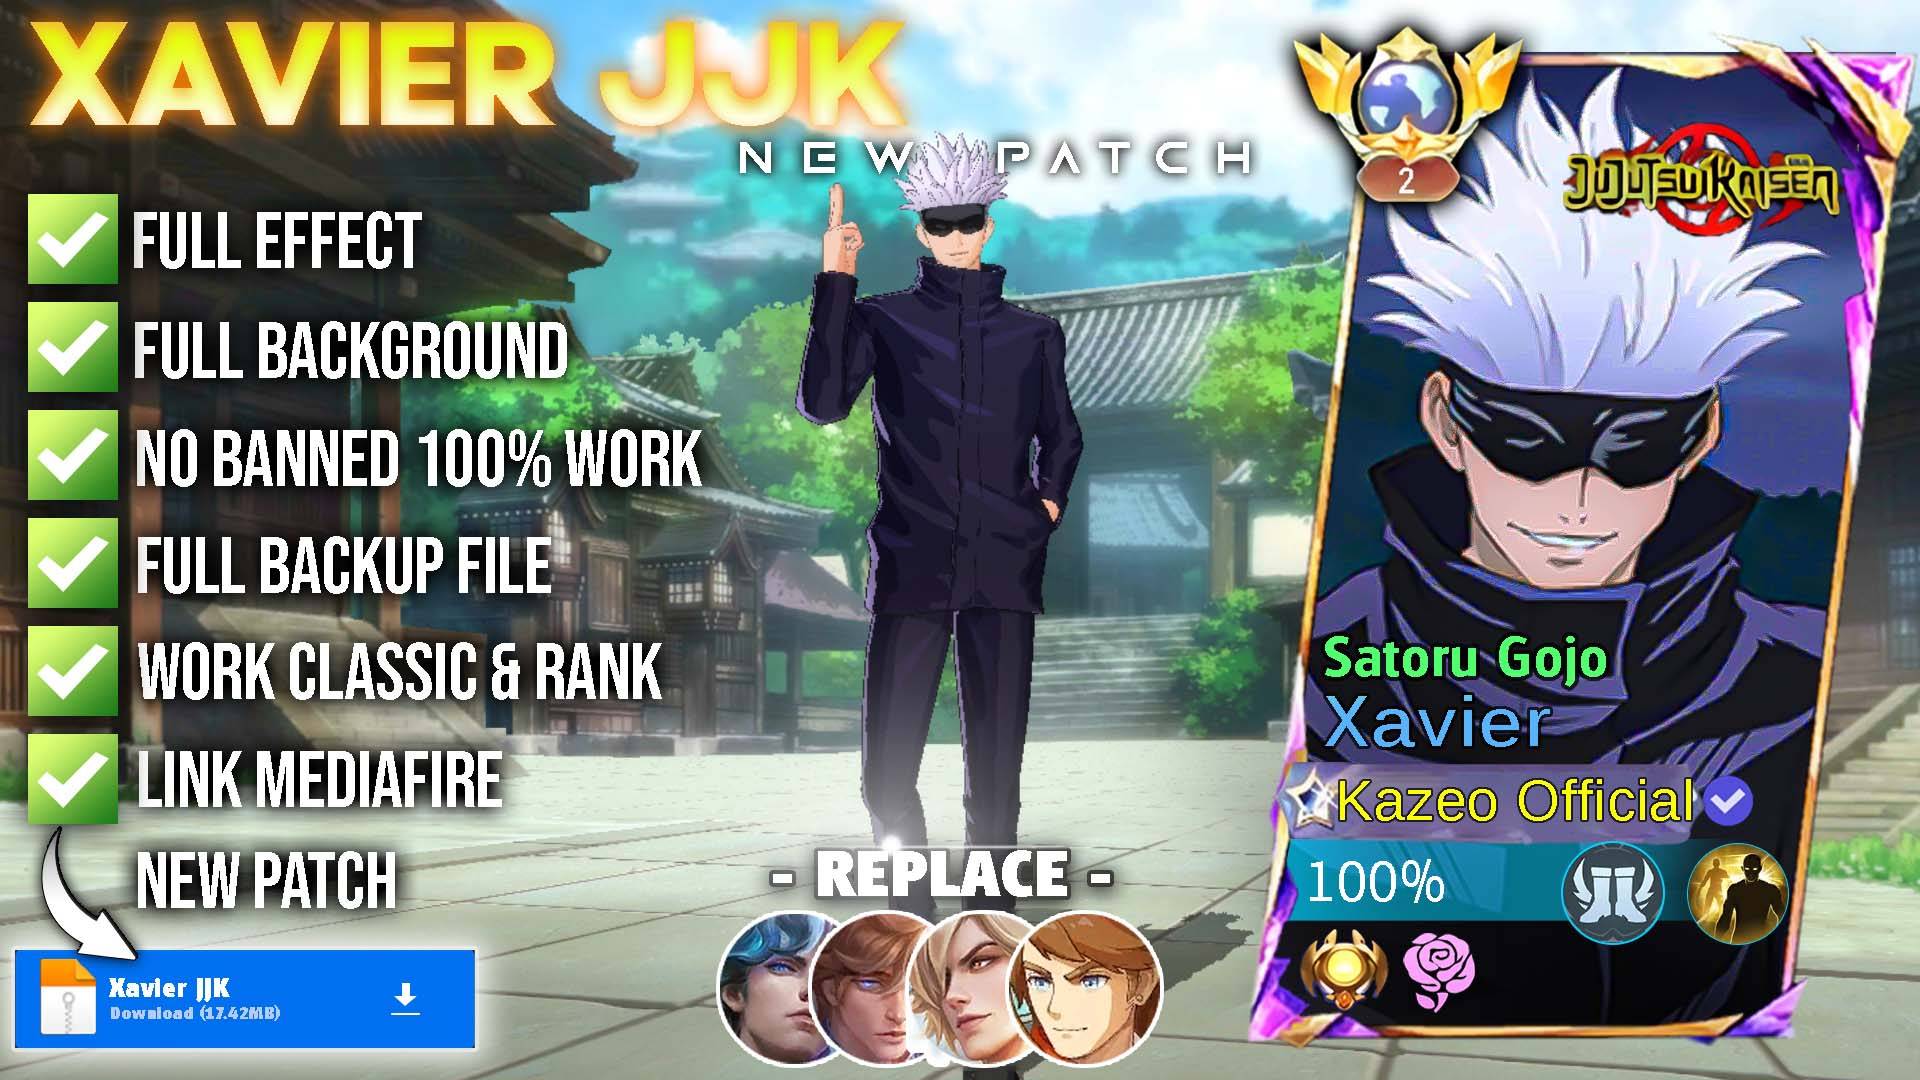 XAVIER JJK
NEW PATCH
FULL EFFECT
FULL BACKGROUND
NO BANNED 100% WORK
FULL BACKUP FILE
WORK CLASSIC & RANK
LINK MEDIAFIRE
NEW PATCH
Xavier JJK
Download (17.42MB)
- REPLACE -
2
JUJUTSU KAISEN
Satoru Gojo
Xavier
Kazeo Official
100%